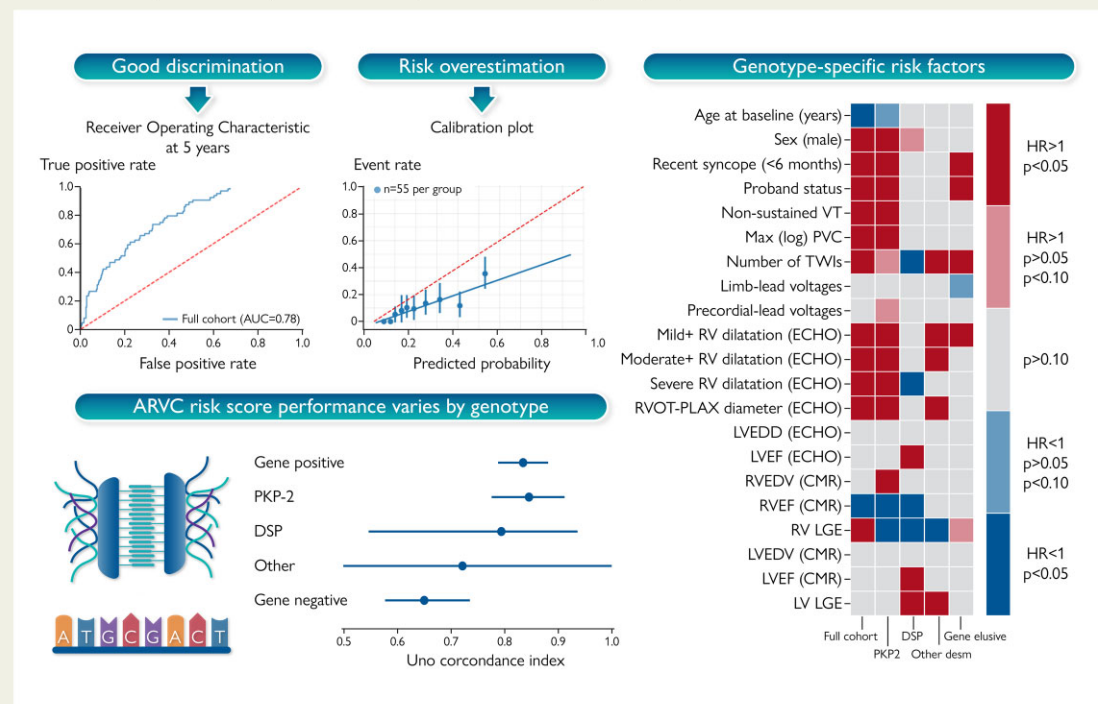 Good discrimination
Receiver Operating Characteristic
at 5 years
True positive rate
1.0
0.8
0.6
0.4
0.2
0
Full cohort (AUC=0.78)
0.0 0.2 0.4 0.6 0.8 1.0
False positive rate
Risk overestimation
Calibration plot
Event rate
1.0
0.8
0.6
0.4
0.2
0
n=55 per group
0.0 0.2 0.4 0.6 0.8 1.0
Predicted probability
ARVC risk score performance varies by genotype
Gene positive
PKP-2
DSP
Other
Gene negative
0.5 0.6 0.7 0.8 0.9 1.0
Uno corcordance index
A T G C G A C T
Genotype-specific risk factors
Age at baseline (years)
Sex (male)
Recent syncope (<6 months)
Proband status
Non-sustained VT
Max (log) PVC
Number of TWIs
Limb-lead voltages
Precordial-lead voltages
Mild+ RV dilatation (ECHO)
Moderate+ RV dilatation (ECHO)
Severe RV dilatation (ECHO)
RVOT-PLAX diameter (ECHO)
LVEDD (ECHO)
LVEF (ECHO)
RVEDV (CMR)
RVEF (CMR)
RV LGE
LVEDV (CMR)
LVEF (CMR)
LV LGE
Full cohort DSP Gene elusive
PKP2 Other desm
HR>1
p<0.05
HR>1
p>0.05
p<0.10
p>0.10
HR<1
p>0.05
p<0.10
HR<1
p<0.05